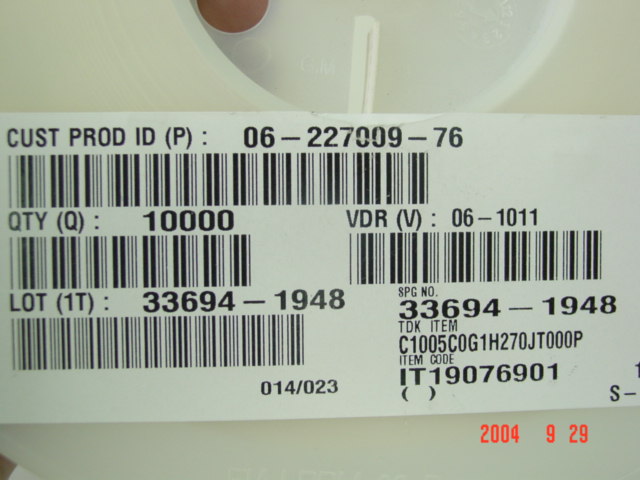 CUST PROD ID (P) : 06-227009-76
QTY (Q) : 10000
VDR (V) : 06-1011
LOT (1T) : 33694-1948
SPG NO.
33694-1948
TDK ITEM
C1005C0G1H270JT000P
ITEM CODE
IT19076901
( )
014/023
S-
2004 9 29